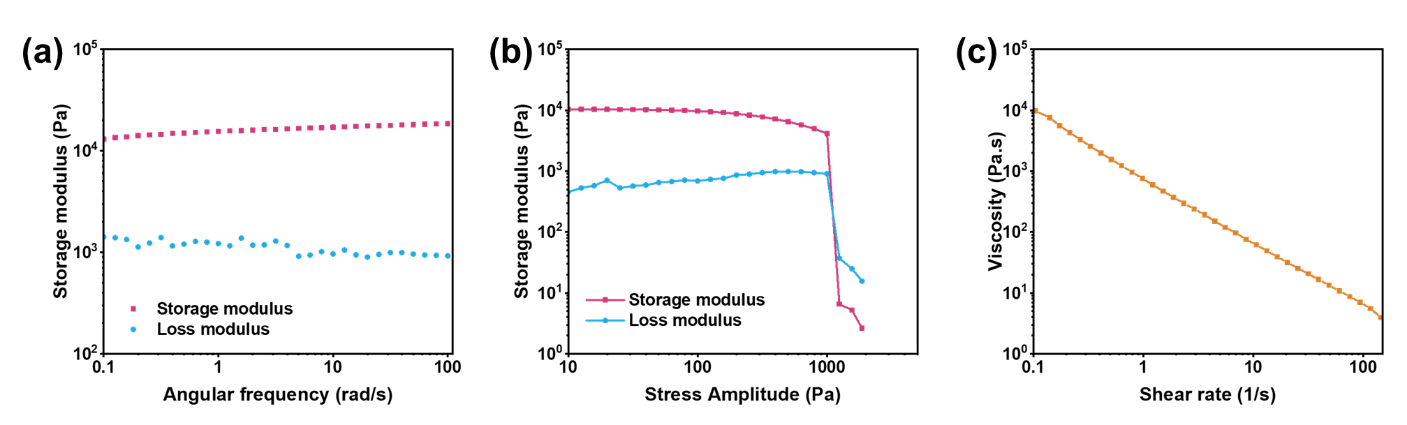 (a)
10^5
10^4
10^3
10^2
Storage modulus (Pa)
Storage modulus
Loss modulus
0.1 1 10 100
Angular frequency (rad/s)
(b)
10^5
10^4
10^3
10^2
10^1
10^0
Storage modulus (Pa)
Storage modulus
Loss modulus
10 100 1000
Stress Amplitude (Pa)
(c)
10^5
10^4
10^3
10^2
10^1
10^0
Viscosity (Pa.s)
0.1 1 10 100
Shear rate (1/s)